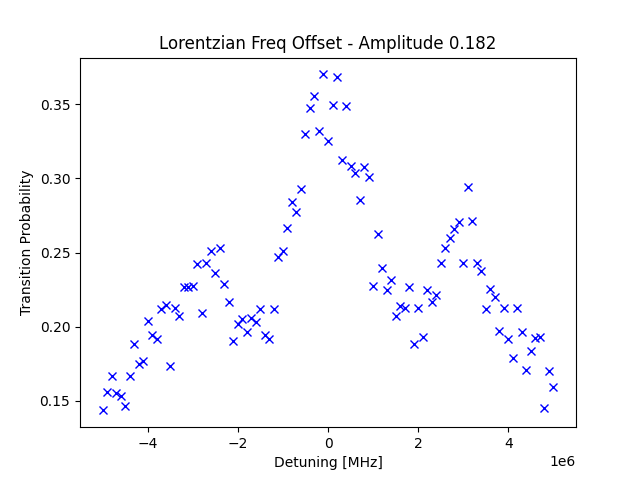 Lorentzian Freq Offset - Amplitude 0.182
Transition Probability
0.35
0.30
0.25
0.20
0.15
−4 −2 0 2 4
1e6
Detuning [MHz]